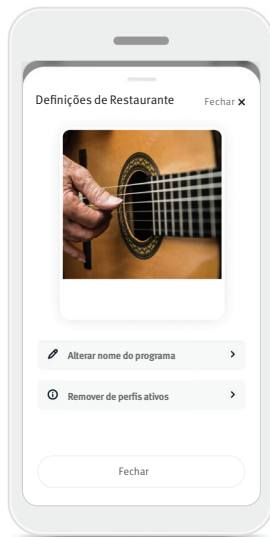 Definições de Restaurante
Fechar
Alterar nome do programa
Remover de perfis ativos
Fechar